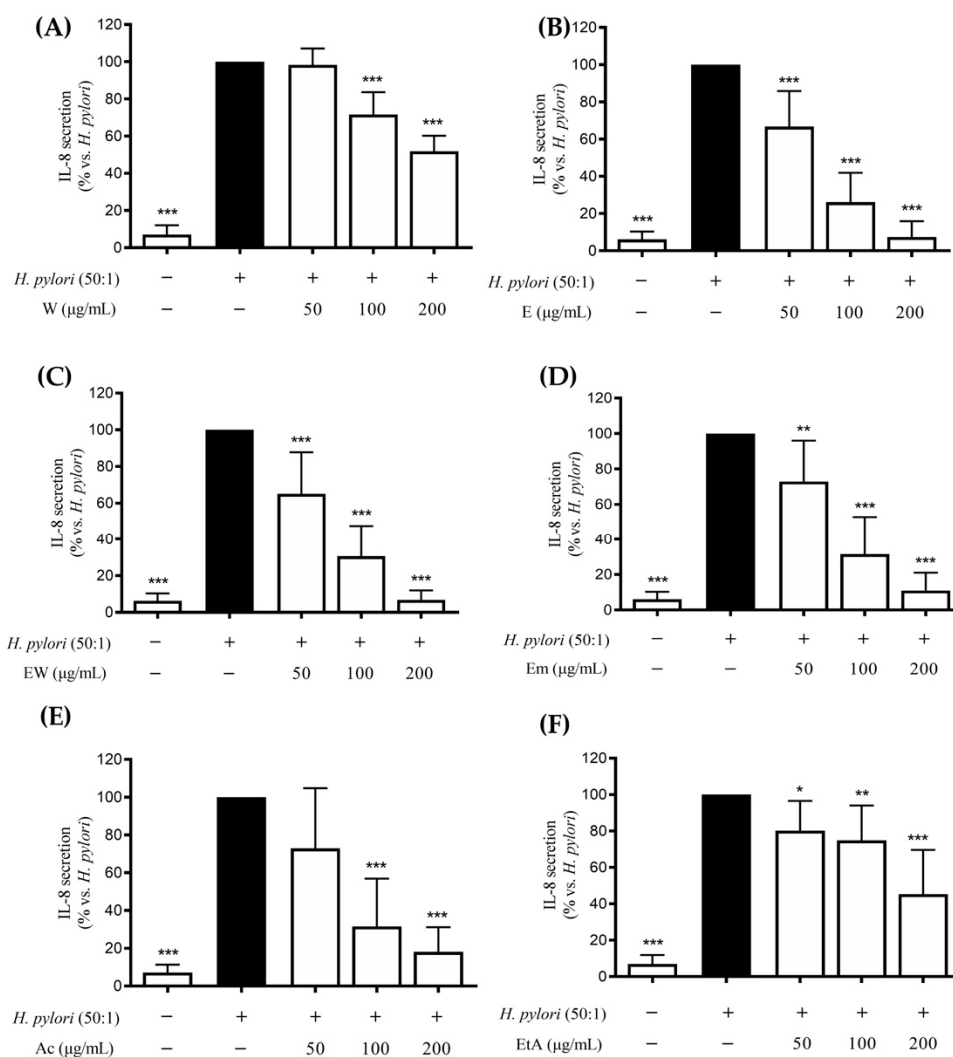 (A)
IL-8 secretion
(% vs. H. pylori)
120
100
80
60
40
20
0
***
***
***
H. pylori (50:1) − + + + +
W (μg/mL) − − 50 100 200
(B)
IL-8 secretion
(% vs. H. pylori)
120
100
80
60
40
20
0
***
***
***
***
H. pylori (50:1) − + + + +
E (μg/mL) − − 50 100 200
(C)
IL-8 secretion
(% vs. H. pylori)
120
100
80
60
40
20
0
***
***
***
***
H. pylori (50:1) − + + + +
EW (μg/mL) − − 50 100 200
(D)
IL-8 secretion
(% vs. H. pylori)
120
100
80
60
40
20
0
***
**
***
***
H. pylori (50:1) − + + + +
Em (μg/mL) − − 50 100 200
(E)
IL-8 secretion
(% vs. H. pylori)
120
100
80
60
40
20
0
***
***
***
H. pylori (50:1) − + + + +
Ac (μg/mL) − − 50 100 200
(F)
IL-8 secretion
(% vs. H. pylori)
120
100
80
60
40
20
0
***
*
**
***
H. pylori (50:1) − + + + +
EtA (μg/mL) − − 50 100 200